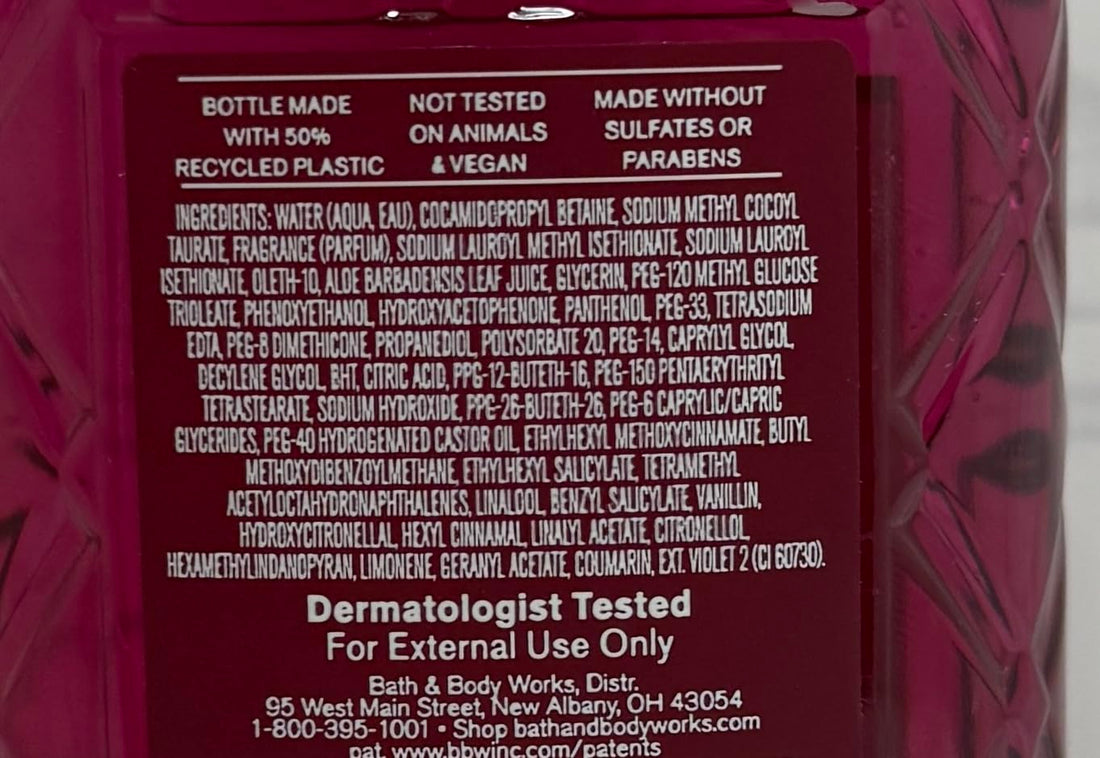 BOTTLE MADE
WITH 50%
RECYCLED PLASTIC
NOT TESTED
ON ANIMALS
& VEGAN
MADE WITHOUT
SULFATES OR
PARABENS
INGREDIENTS: WATER (AQUA, EAU), COCAMIDOPROPYL BETAINE, SODIUM METHYL COCOYL
TAURATE, FRAGRANCE (PARFUM), SODIUM LAUROYL METHYL ISETHIONATE, SODIUM LAUROYL
ISETHIONATE, OLETH-10, ALOE BARBADENSIS LEAF JUICE, GLYCERIN, PEG-120 METHYL GLUCOSE
TRIOLEATE, PHENOXYETHANOL, HYDROXYACETOPHENONE, PANTHENOL, PEG-33, TETRASODIUM
EDTA, PEG-8 DIMETHICONE, PROPANEDIOL, POLYSORBATE 20, PEG-14, CAPRYLYL GLYCOL,
DECYLENE GLYCOL, BHT, CITRIC ACID, PPG-12-BUTETH-16, PEG-150 PENTAERYTHRITYL
TETRASTEARATE, SODIUM HYDROXIDE, PPG-26-BUTETH-26, PEG-6 CAPRYLIC/CAPRIC
GLYCERIDES, PEG-40 HYDROGENATED CASTOR OIL, ETHYLHEXYL METHOXYCINNAMATE, BUTYL
METHOXYDIBENZOYLMETHANE, ETHYLHEXYL SALICYLATE, TETRAMETHYL
ACETYLOCTAHYDRONAPHTHALENES, LINALOOL, BENZYL SALICYLATE, VANILLIN,
HYDROXYCITRONELLAL, HEXYL CINNAMAL, LINALYL ACETATE, CITRONELLOL,
HEXAMETHYLINDANOPYRAN, LIMONENE, GERANYL ACETATE, COUMARIN, EXT. VIOLET 2 (CI 60730).
Dermatologist Tested
For External Use Only
Bath & Body Works, Distr.
95 West Main Street, New Albany, OH 43054
1-800-395-1001 • Shop bathandbodyworks.com
pat. www.bbwinc.com/patents